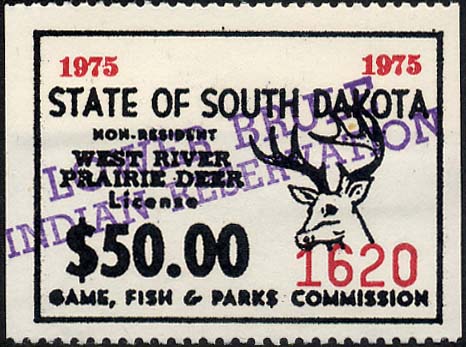 1975 1975
STATE OF SOUTH DAKOTA
NON-RESIDENT
WEST RIVER
PRAIRIE DEER
License
$50.00
1620
GAME, FISH & PARKS COMMISSION
LOWER BRULE
INDIAN RESERVATION